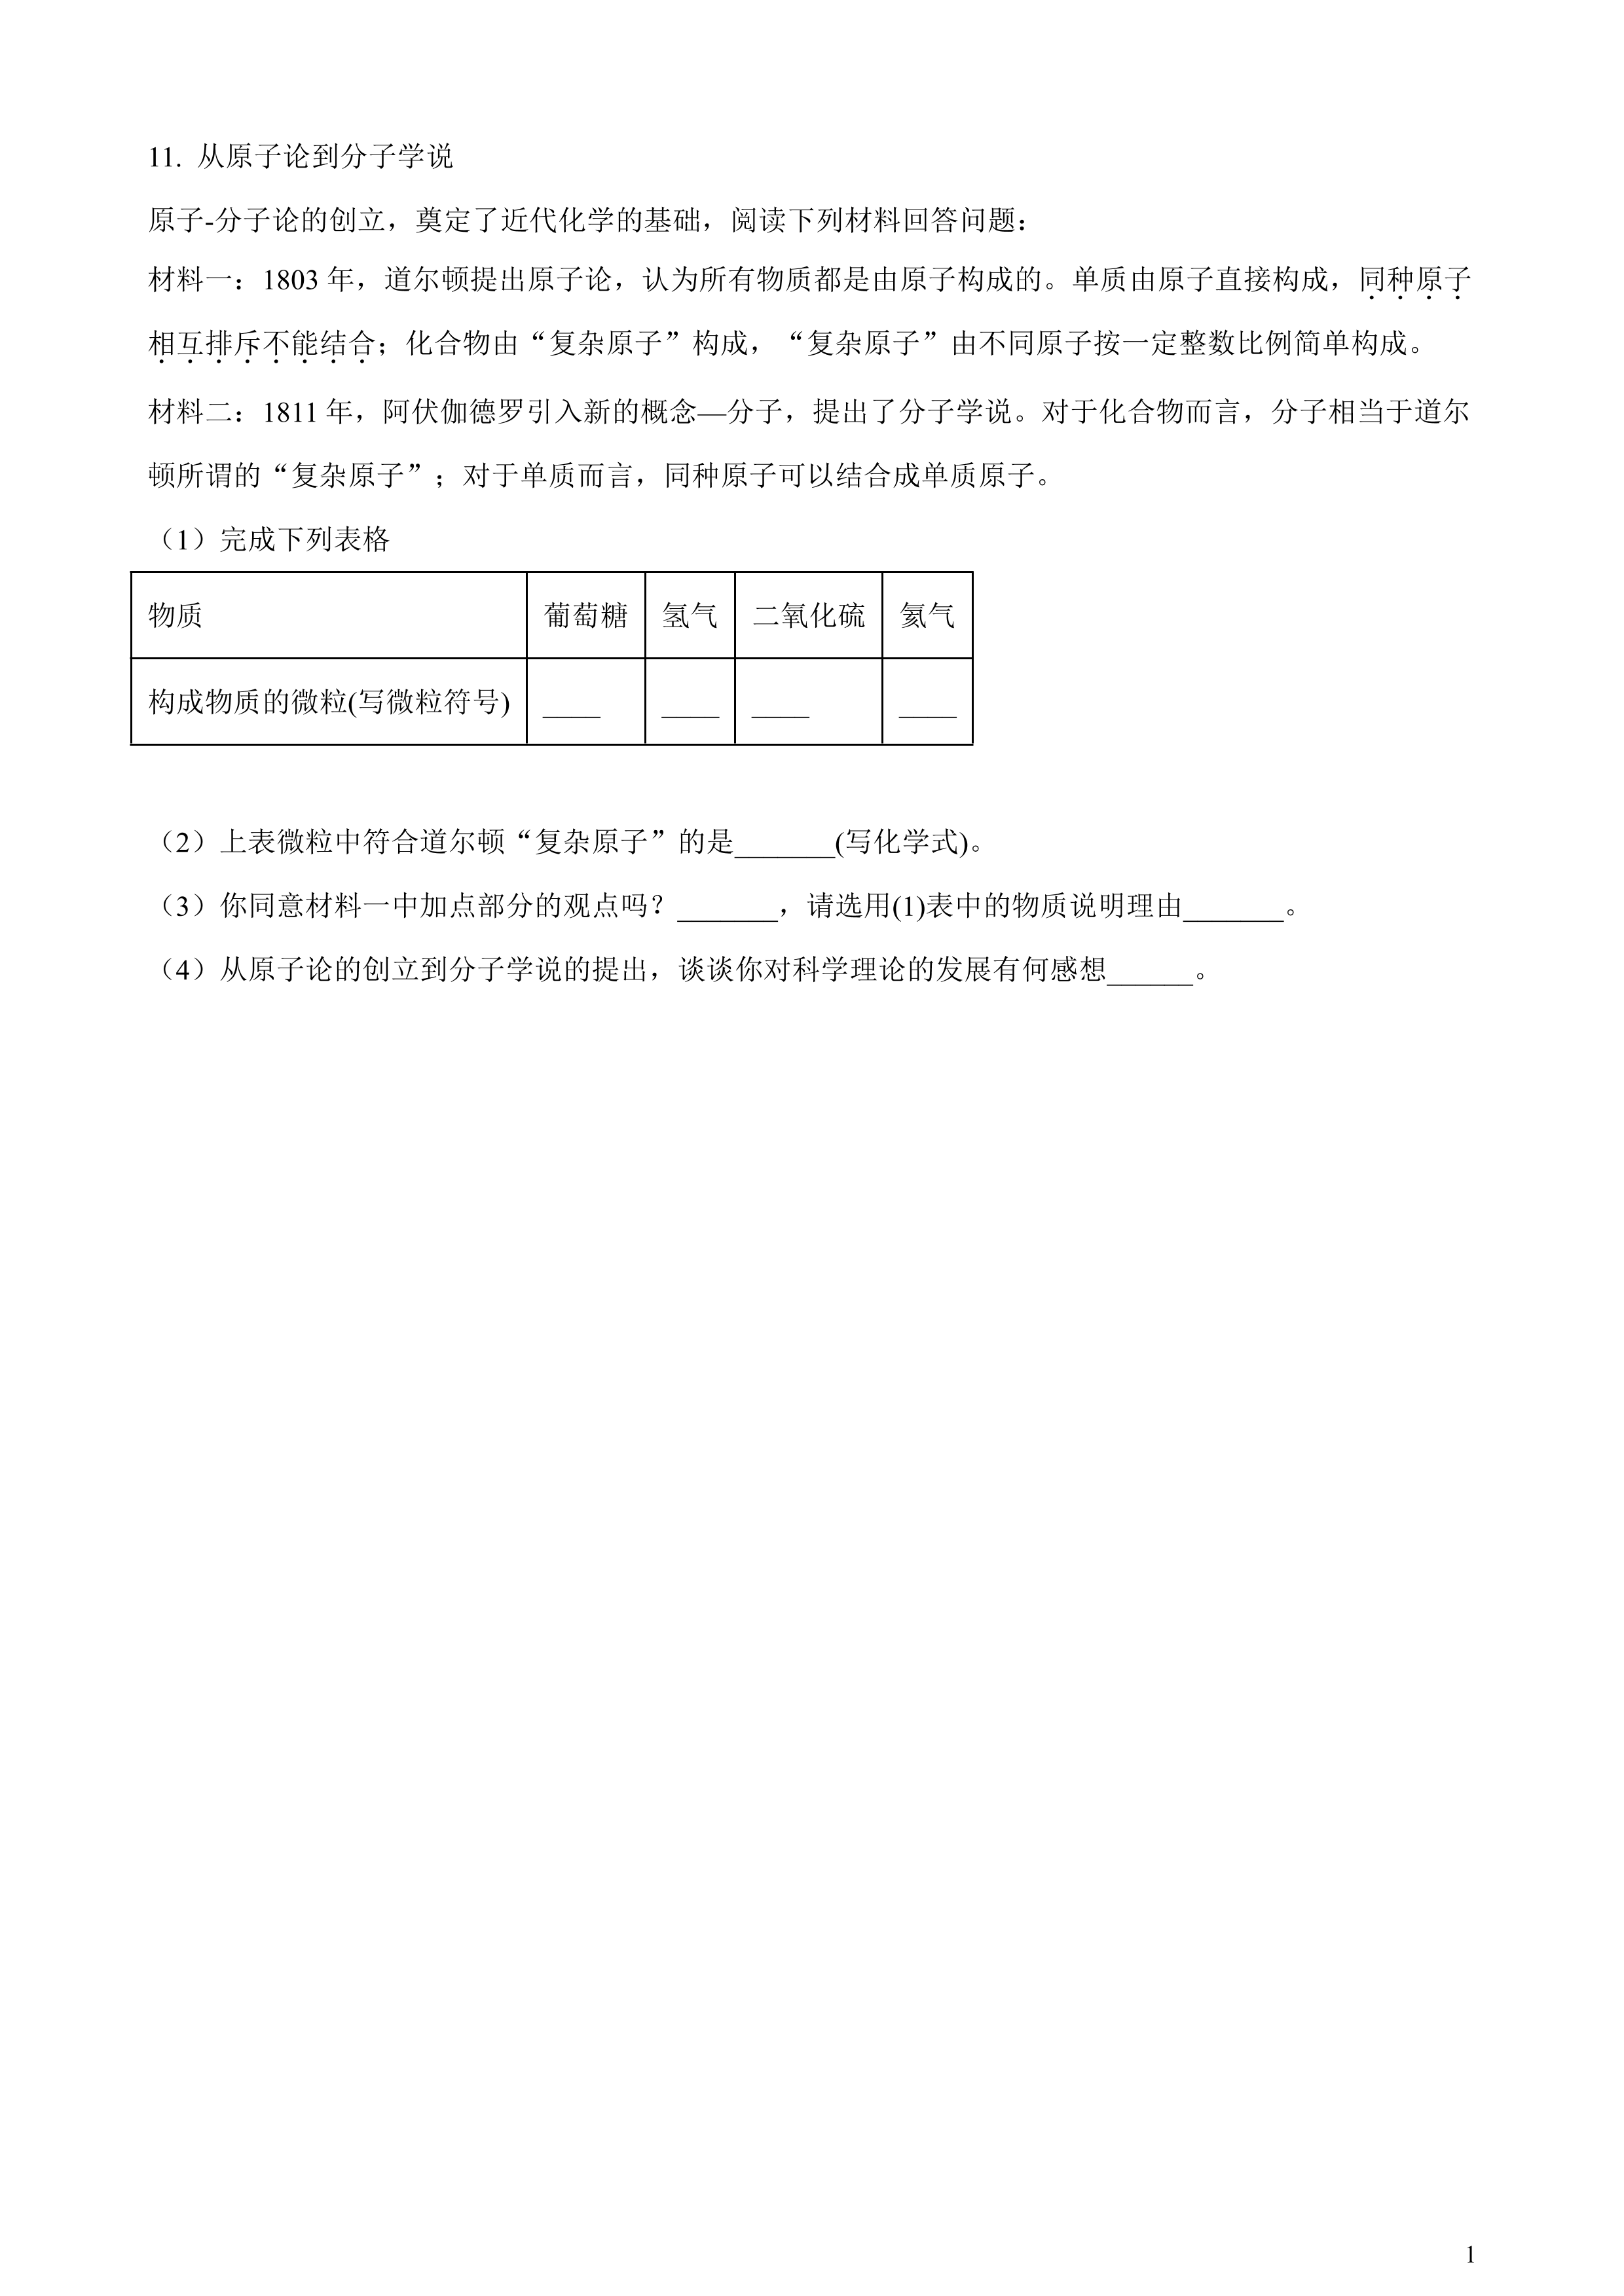 11. 从原子论到分子学说
原子-分子论的创立，奠定了近代化学的基础，阅读下列材料回答问题：
材料一：1803 年，道尔顿提出原子论，认为所有物质都是由原子构成的。单质由原子直接构成，同种原子
相互排斥不能结合；化合物由“复杂原子”构成，“复杂原子”由不同原子按一定整数比例简单构成。
材料二：1811 年，阿伏伽德罗引入新的概念—分子，提出了分子学说。对于化合物而言，分子相当于道尔
顿所谓的“复杂原子”；对于单质而言，同种原子可以结合成单质原子。
（1）完成下列表格
物质 葡萄糖 氢气 二氧化硫 氦气
构成物质的微粒(写微粒符号) ____ ____ ____ ____
（2）上表微粒中符合道尔顿“复杂原子”的是_______(写化学式)。
（3）你同意材料一中加点部分的观点吗？_______，请选用(1)表中的物质说明理由_______。
（4）从原子论的创立到分子学说的提出，谈谈你对科学理论的发展有何感想______。
1